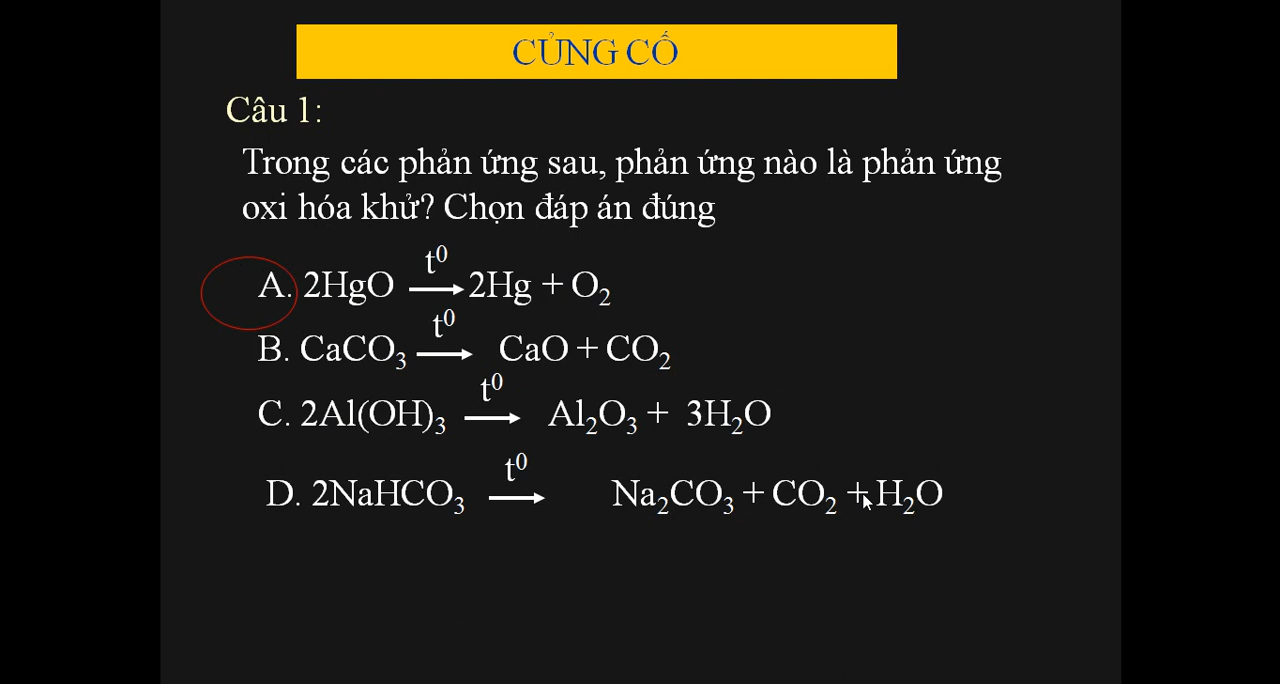 CỦNG CỐ
Câu 1:
Trong các phản ứng sau, phản ứng nào là phản ứng
oxi hóa khử? Chọn đáp án đúng
A. 2HgO t⁰ → 2Hg + O₂
B. CaCO₃ t⁰ → CaO + CO₂
C. 2Al(OH)₃ t⁰ → Al₂O₃ + 3H₂O
D. 2NaHCO₃ t⁰ → Na₂CO₃ + CO₂ + H₂O